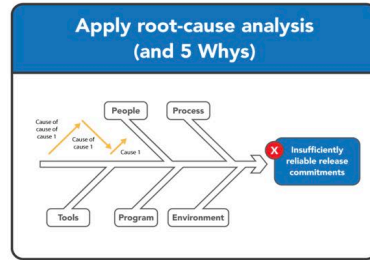 Apply root-cause analysis
(and 5 Whys)
People
Process
Cause of
cause of
cause 1
Cause of
cause 1
Cause 1
X
Insufficiently
reliable release
commitments
Tools
Program
Environment